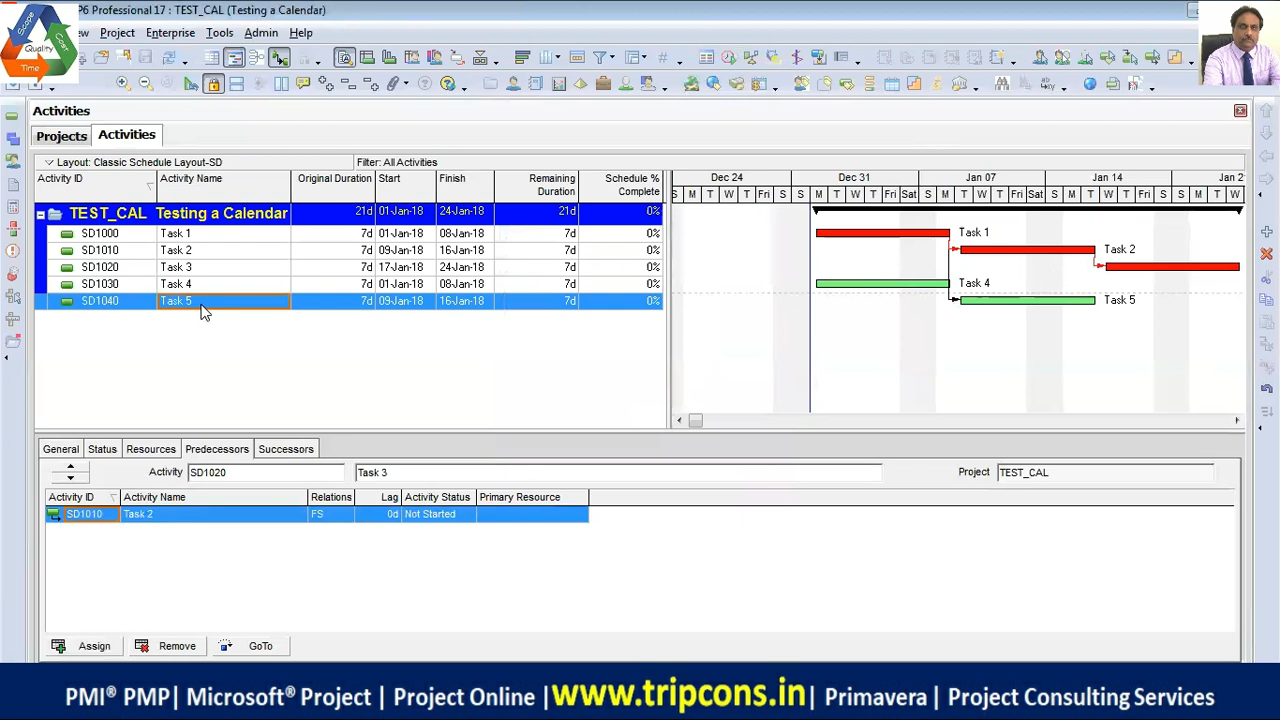 P6 Professional 17 : TEST_CAL (Testing a Calendar)
Project Enterprise Tools Admin Help
Scope
Quality
Cost
Time
Activities
Projects Activities
Layout: Classic Schedule Layout-SD Filter: All Activities
Activity ID Activity Name Original Duration Start Finish Remaining Duration Schedule % Complete
Dec 24 Dec 31 Jan 07 Jan 14 Jan 2
S M T W T Fri S S M T W T Fri Sat S M T W T Fri Sat S M T W T Fri S S M T W
TEST_CAL Testing a Calendar 21d 01-Jan-18 24-Jan-18 21d 0%
SD1000 Task 1 7d 01-Jan-18 08-Jan-18 7d 0% Task 1
SD1010 Task 2 7d 09-Jan-18 16-Jan-18 7d 0% Task 2
SD1020 Task 3 7d 17-Jan-18 24-Jan-18 7d 0%
SD1030 Task 4 7d 01-Jan-18 08-Jan-18 7d 0% Task 4
SD1040 Task 5 7d 09-Jan-18 16-Jan-18 7d 0% Task 5
General Status Resources Predecessors Successors
Activity SD1020 Task 3 Project TEST_CAL
Activity ID Activity Name Relations Lag Activity Status Primary Resource
SD1010 Task 2 FS 0d Not Started
Assign Remove GoTo
PMI® PMP| Microsoft® Project | Project Online |www.tripcons.in| Primavera | Project Consulting Services